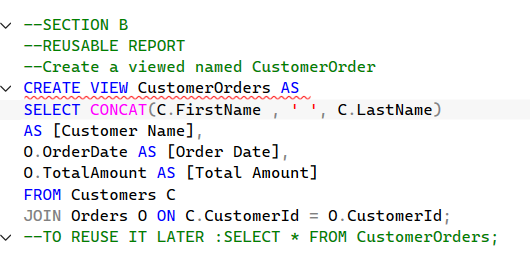 --SECTION B
--REUSABLE REPORT
--Create a viewed named CustomerOrder
CREATE VIEW CustomerOrders AS
SELECT CONCAT(C.FirstName , ' ', C.LastName)
AS [Customer Name],
O.OrderDate AS [Order Date],
O.TotalAmount AS [Total Amount]
FROM Customers C
JOIN Orders O ON C.CustomerId = O.CustomerId;
--TO REUSE IT LATER :SELECT * FROM CustomerOrders;